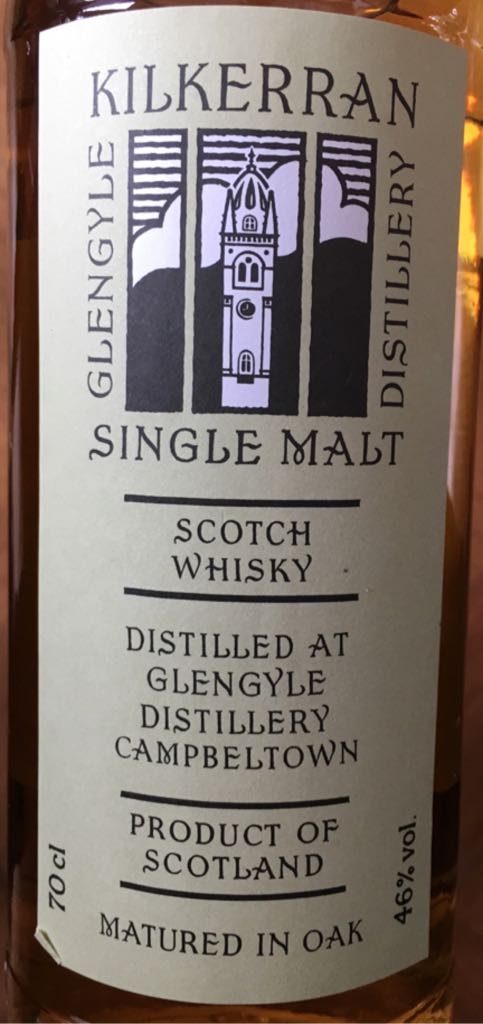 KILKERRAN
GLENGYLE
DISTILLERY
SINGLE MALT
SCOTCH
WHISKY
DISTILLED AT
GLENGYLE
DISTILLERY
CAMPBELTOWN
PRODUCT OF
SCOTLAND
70 cl
46% vol.
MATURED IN OAK